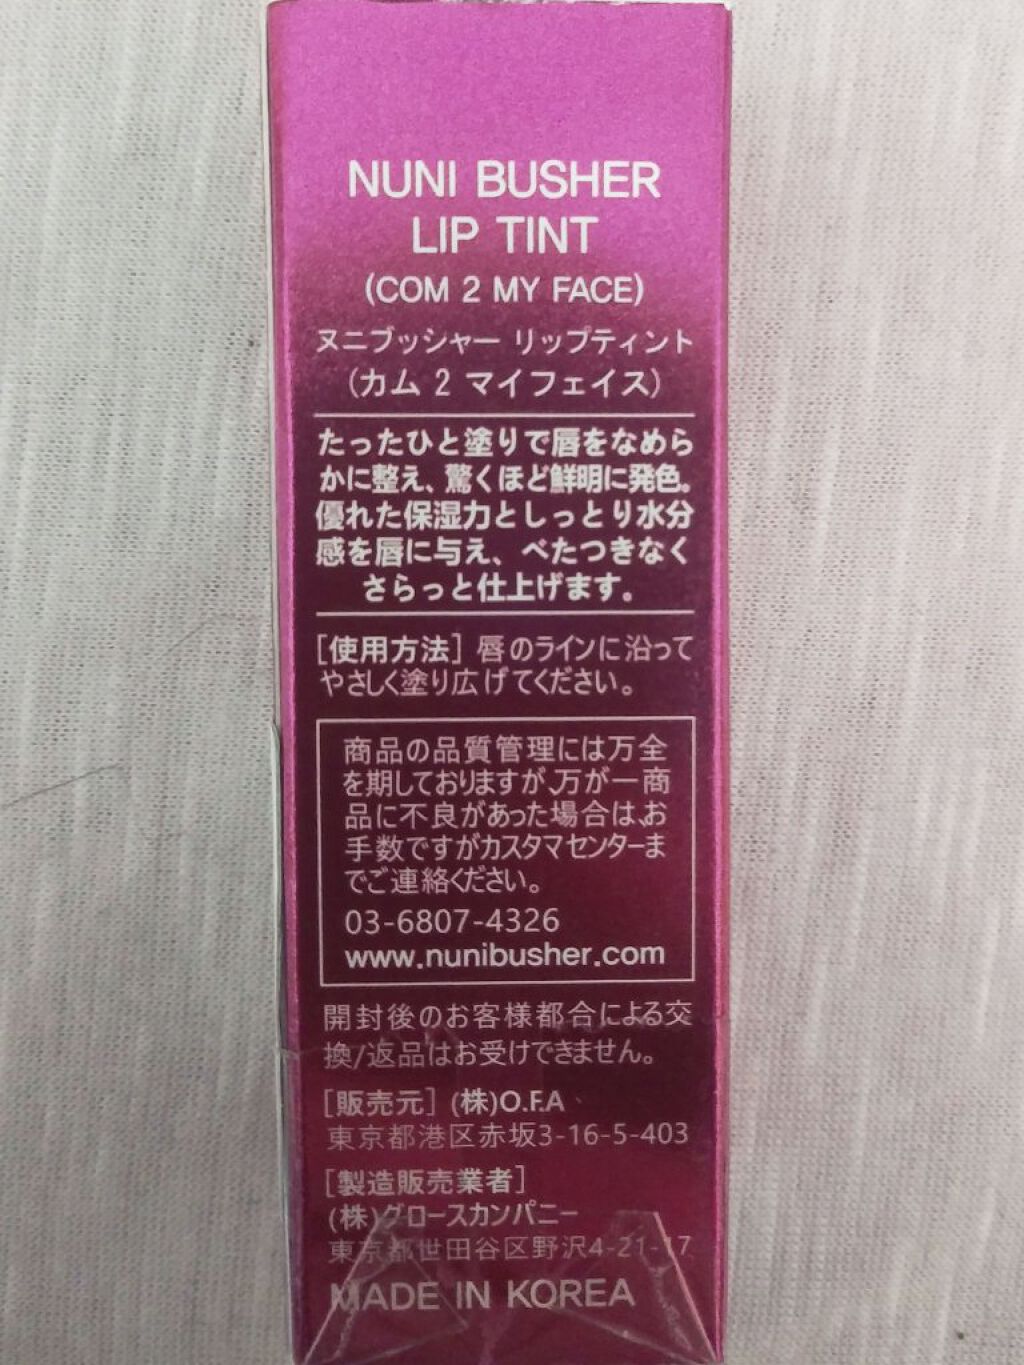 NUNI BUSHER
LIP TINT
(COM 2 MY FACE)
ヌニブッシャー リップティント
(カム 2 マイフェイス)
たったひと塗りで唇をなめら
かに整え、驚くほど鮮明に発色。
優れた保湿力としっとり水分
感を唇に与え、べたつきなく
さらっと仕上げます。
[使用方法] 唇のラインに沿って
やさしく塗り広げてください。
商品の品質管理には万全
を期しておりますが、万が一商
品に不良があった場合は、お
手数ですがカスタマセンターま
でご連絡ください。
03-6807-4326
www.nunibusher.com
開封後のお客様都合による交
換/返品はお受けできません。
[販売元] (株)O.F.A
東京都港区赤坂3-16-5-403
[製造販売業者]
(株)グロースカンパニー
東京都世田谷区野沢4-21-17
MADE IN KOREA